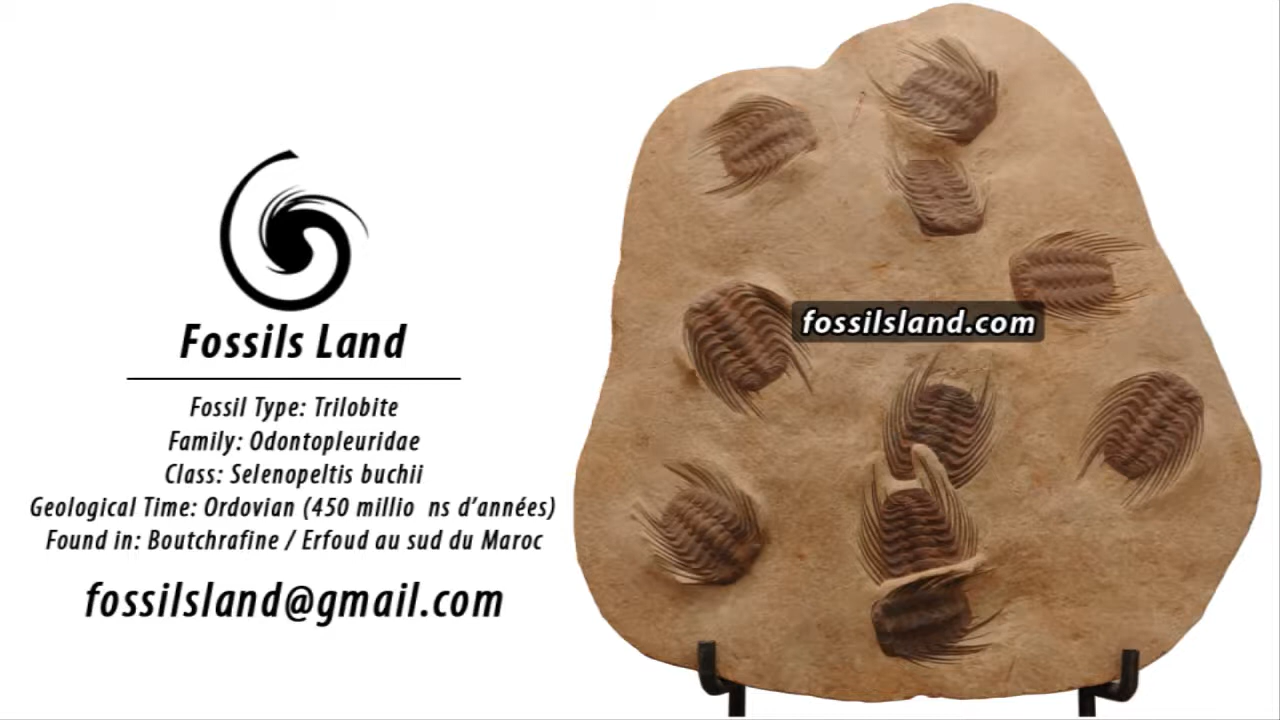 Fossils Land
Fossil Type: Trilobite
Family: Odontopleuridae
Class: Selenopeltis buchii
Geological Time: Ordovian (450 millio ns d’années)
Found in: Boutchrafine / Erfoud au sud du Maroc
fossilsland@gmail.com
fossilsland.com